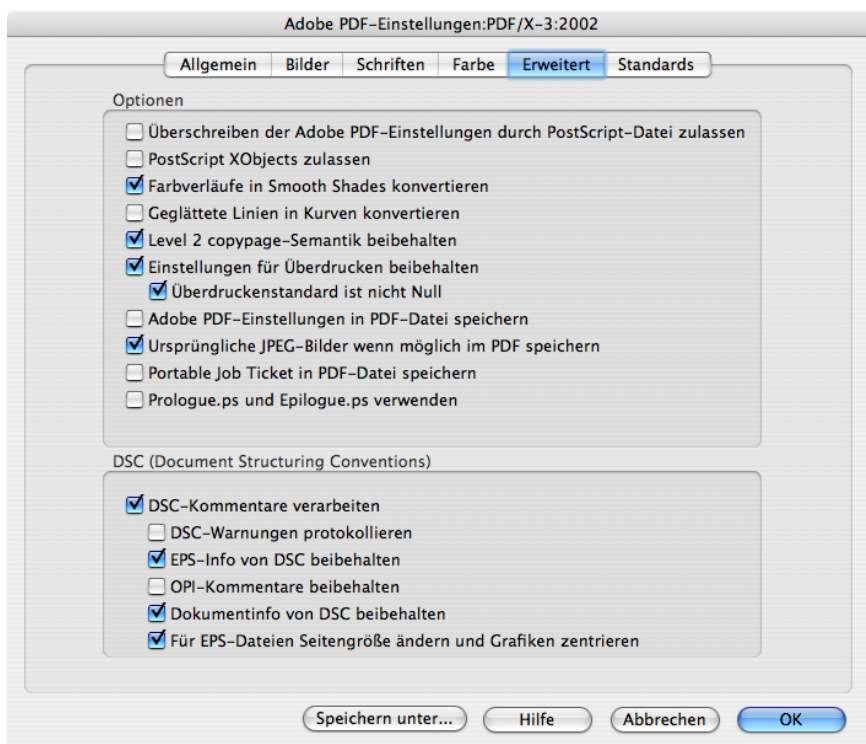 Adobe PDF-Einstellungen:PDF/X-3:2002
Allgemein Bilder Schriften Farbe Erweitert Standards
Optionen
Überschreiben der Adobe PDF-Einstellungen durch PostScript-Datei zulassen
PostScript XObjects zulassen
Farbverläufe in Smooth Shades konvertieren
Geglättete Linien in Kurven konvertieren
Level 2 copypage-Semantik beibehalten
Einstellungen für Überdrucken beibehalten
Überdruckenstandard ist nicht Null
Adobe PDF-Einstellungen in PDF-Datei speichern
Ursprüngliche JPEG-Bilder wenn möglich im PDF speichern
Portable Job Ticket in PDF-Datei speichern
Prologue.ps und Epilogue.ps verwenden
DSC (Document Structuring Conventions)
DSC-Kommentare verarbeiten
DSC-Warnungen protokollieren
EPS-Info von DSC beibehalten
OPI-Kommentare beibehalten
Dokumentinfo von DSC beibehalten
Für EPS-Dateien Seitengröße ändern und Grafiken zentrieren
Speichern unter... Hilfe Abbrechen OK